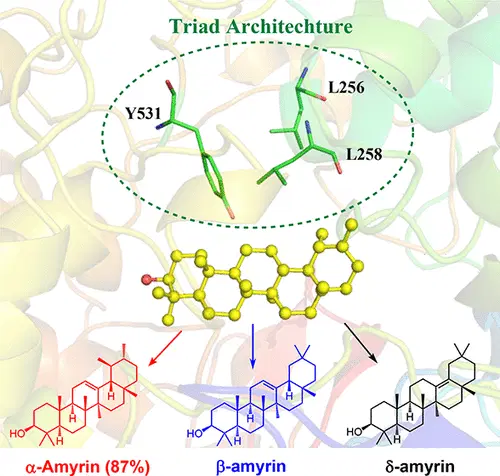 Triad Architechture
L256
Y531
L258
H
H
HO
H
H
H
HO
H
H
HO
H
α-Amyrin (87%)
β-amyrin
δ-amyrin